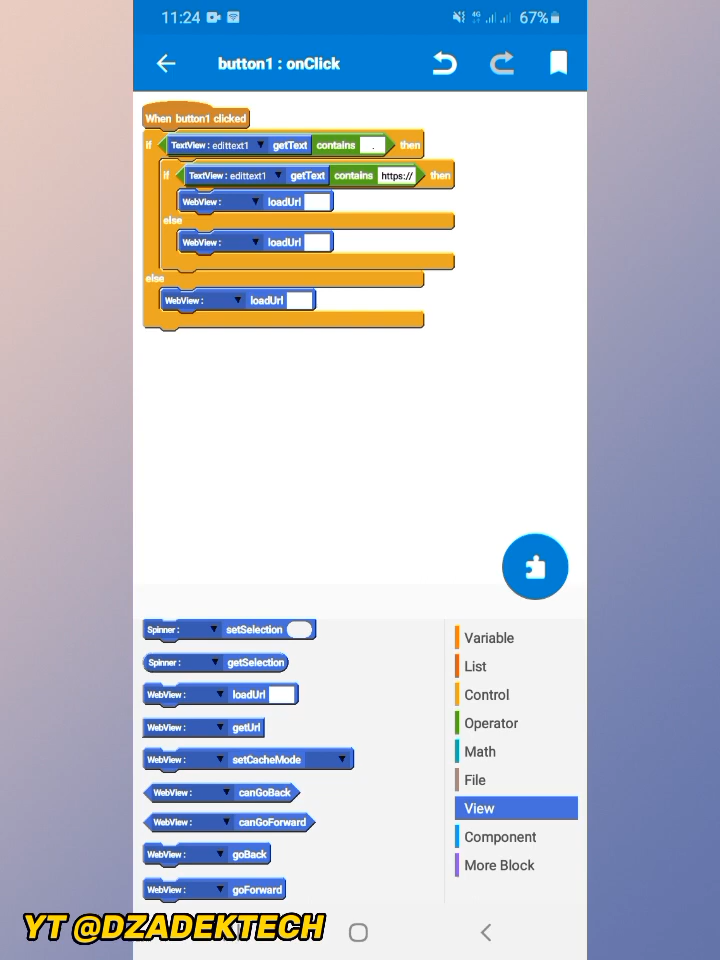 11:24
4G
67%
button1 : onClick
When button1 clicked
if TextView : edittext1 getText contains . then
if TextView : edittext1 getText contains https:// then
WebView : loadUrl
else
WebView : loadUrl
else
WebView : loadUrl
Spinner : setSelection
Spinner : getSelection
WebView : loadUrl
WebView : getUrl
WebView : setCacheMode
WebView : canGoBack
WebView : canGoForward
WebView : goBack
WebView : goForward
Variable
List
Control
Operator
Math
File
View
Component
More Block
YT @DZADEKTECH